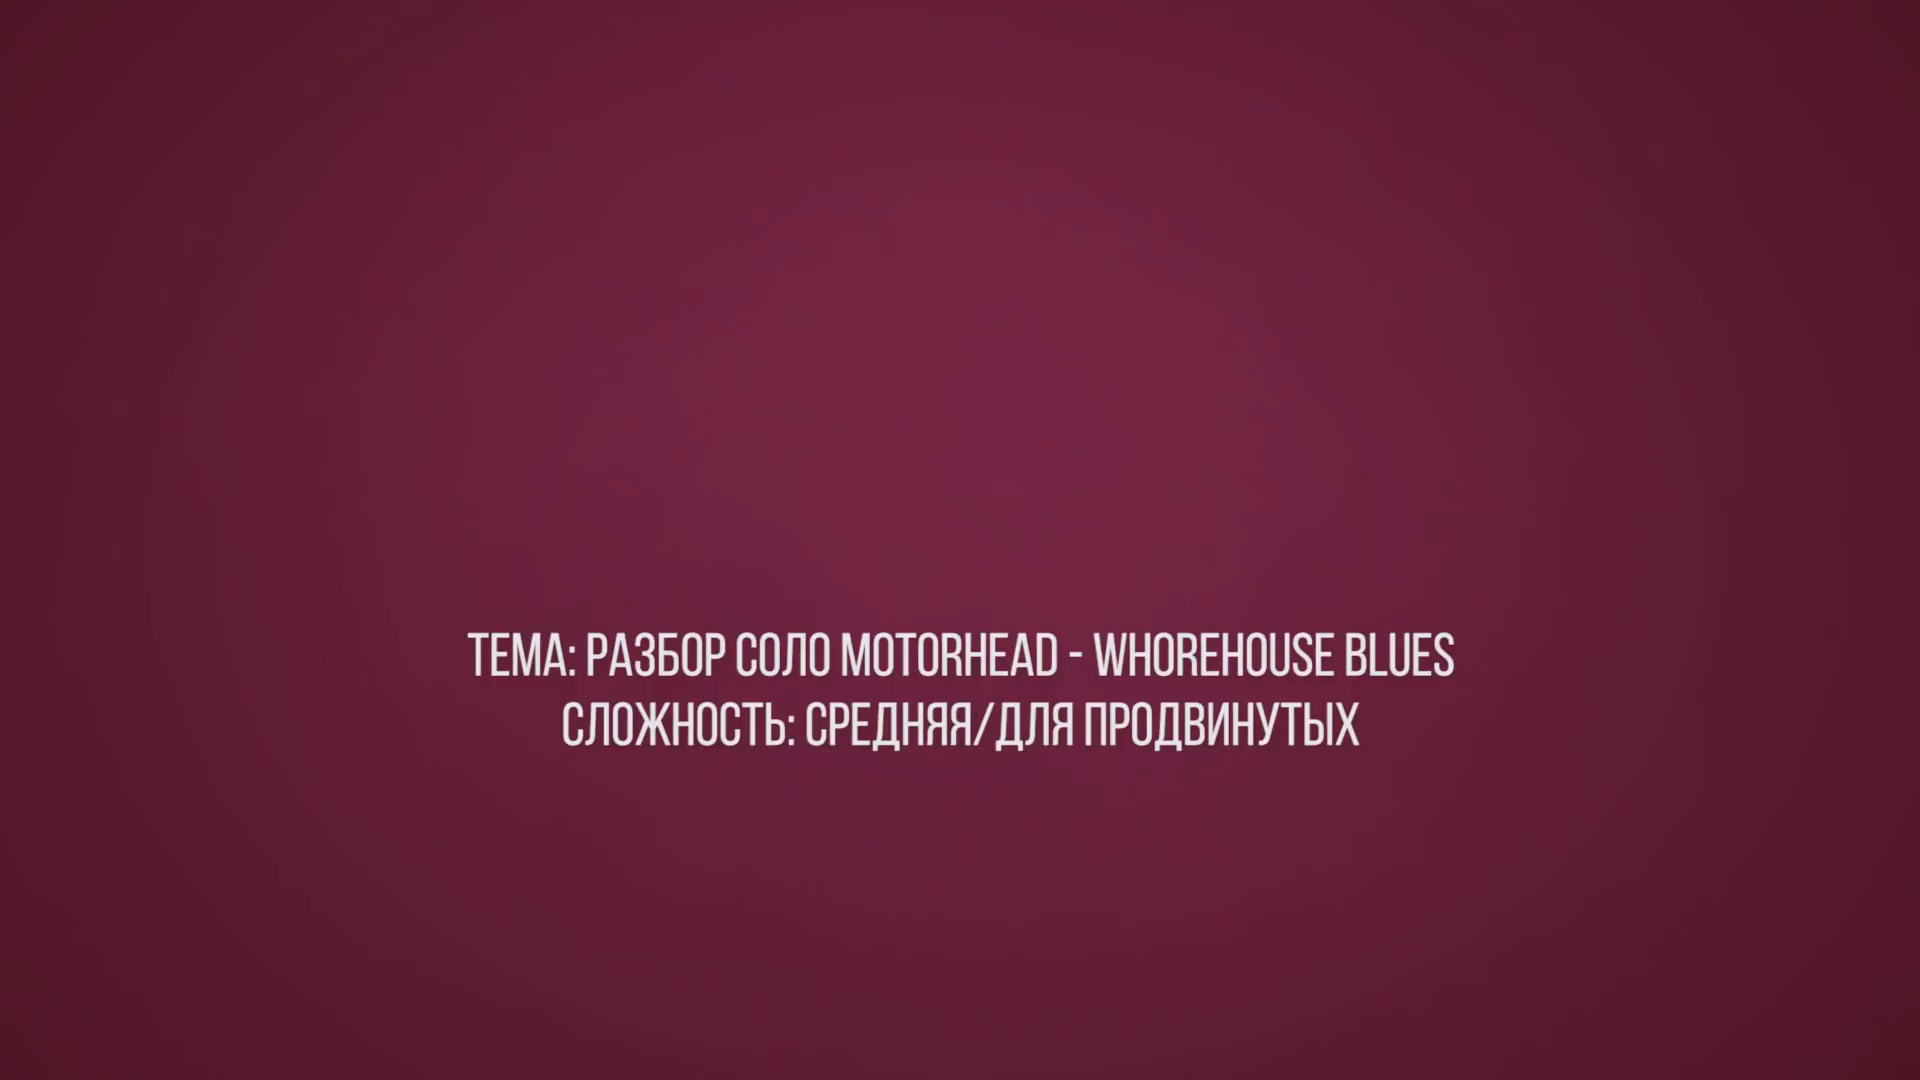 ТЕМА: РАЗБОР СОЛО MOTORHEAD - WHOREHOUSE BLUES
СЛОЖНОСТЬ: СРЕДНЯЯ/ДЛЯ ПРОДВИНУТЫХ